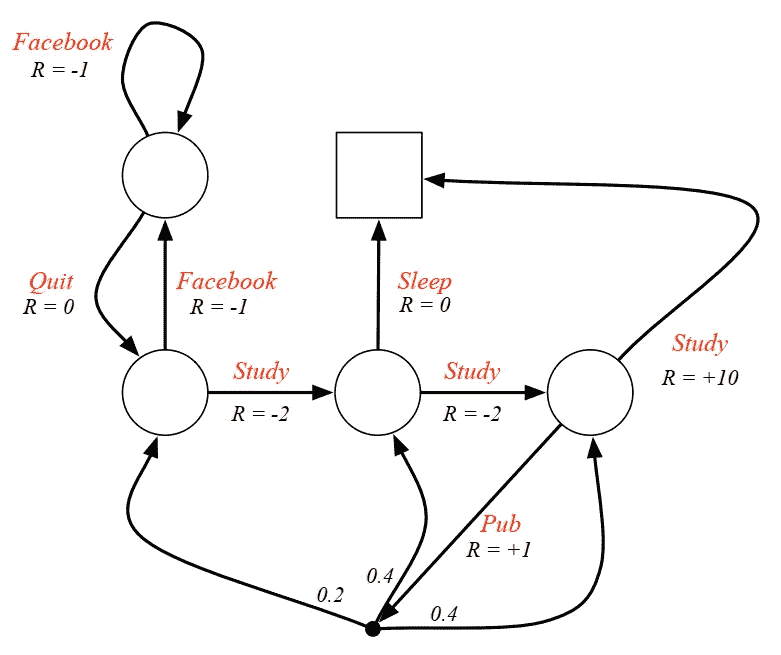 Facebook
R = -1
Quit
R = 0
Facebook
R = -1
Sleep
R = 0
Study
R = -2
Study
R = -2
Study
R = +10
Pub
R = +1
0.2
0.4
0.4